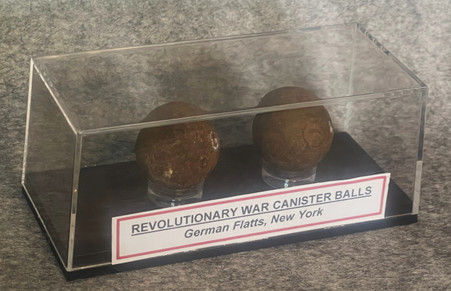 REVOLUTIONARY WAR CANISTER BALLS
German Flatts, New York